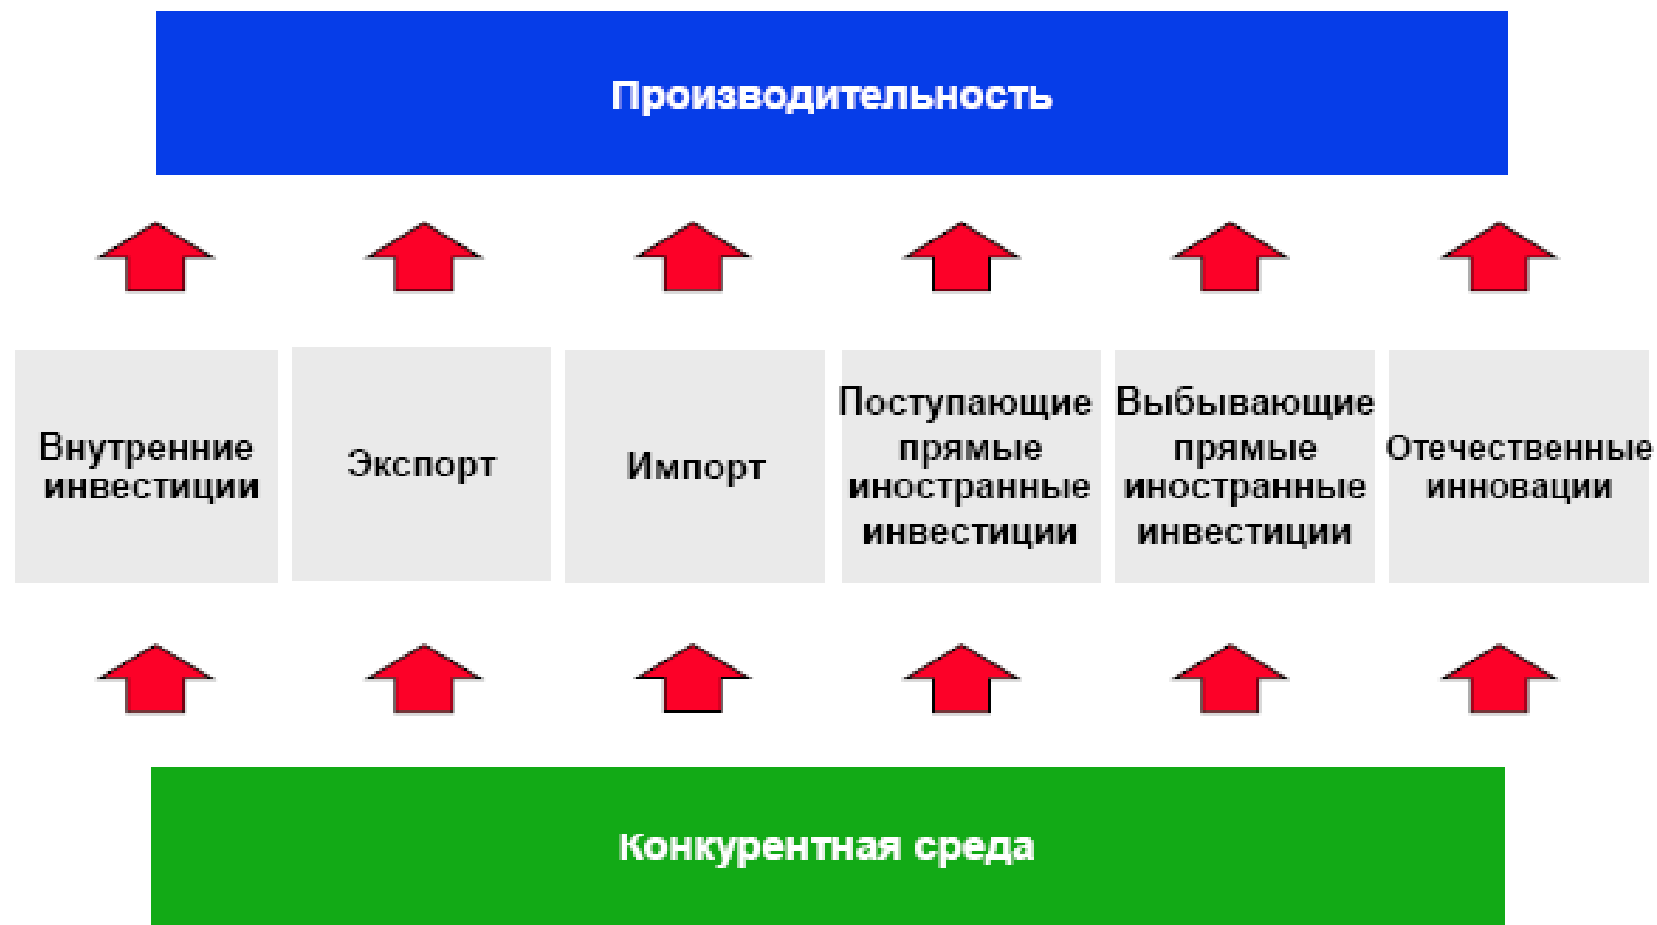 Производительность
Внутренние
инвестиции
Экспорт
Импорт
Поступающие
прямые
иностранные
инвестиции
Выбывающие
прямые
иностранные
инвестиции
Отечественные
инновации
Конкурентная среда